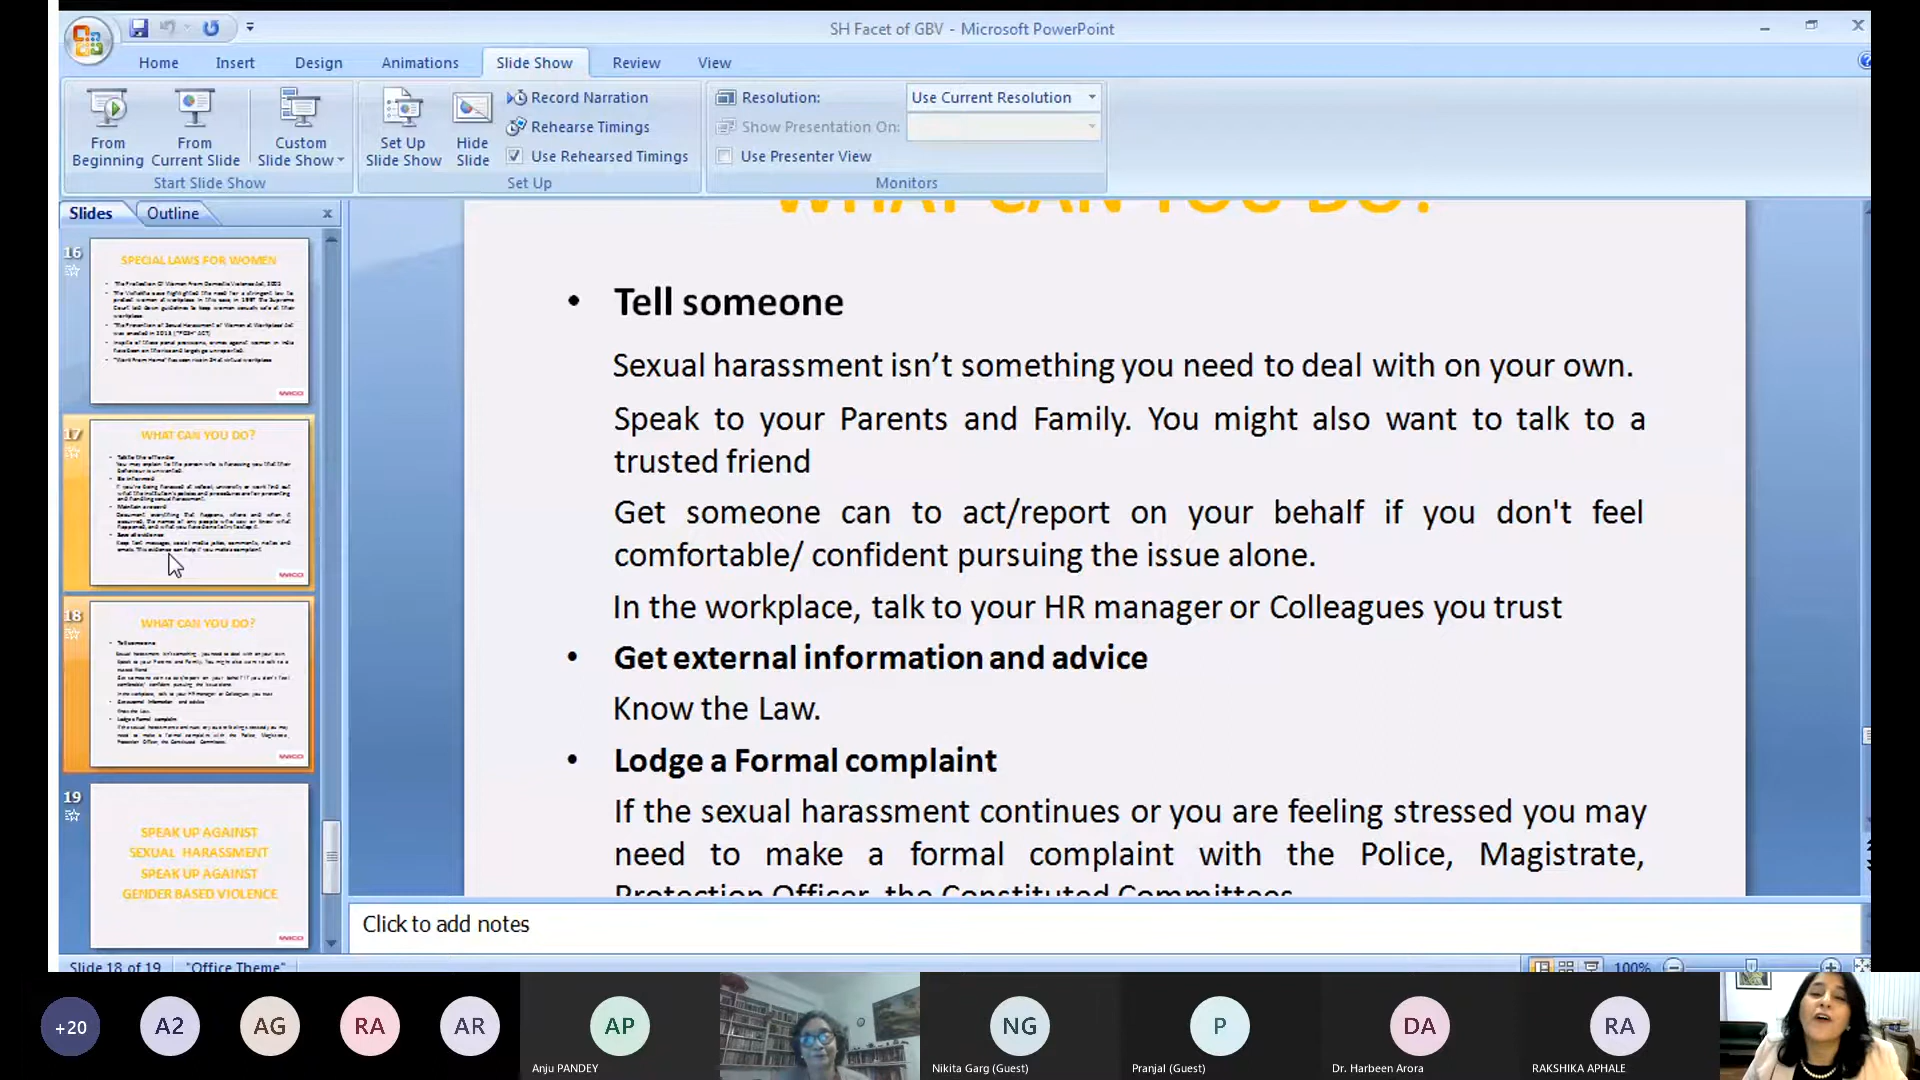 SH Facet of GBV - Microsoft PowerPoint
Home Insert Design Animations Slide Show Review View
From Beginning
From Current Slide
Custom Slide Show
Start Slide Show
Set Up Slide Show
Hide Slide
Record Narration
Rehearse Timings
Use Rehearsed Timings
Set Up
Resolution: Use Current Resolution
Show Presentation On:
Use Presenter View
Monitors
Slides Outline x
16
SPECIAL LAWS FOR WOMEN
17
WHAT CAN YOU DO?
18
WHAT CAN YOU DO?
19
SPEAK UP AGAINST
SEXUAL HARASSMENT
SPEAK UP AGAINST
GENDER BASED VIOLENCE
WHAT CAN YOU DO?
• Tell someone
Sexual harassment isn’t something you need to deal with on your own.
Speak to your Parents and Family. You might also want to talk to a
trusted friend
Get someone can to act/report on your behalf if you don't feel
comfortable/ confident pursuing the issue alone.
In the workplace, talk to your HR manager or Colleagues you trust
• Get external information and advice
Know the Law.
• Lodge a Formal complaint
If the sexual harassment continues or you are feeling stressed you may
need to make a formal complaint with the Police, Magistrate,
Protection Officer, the Constituted Committees
Click to add notes
Slide 18 of 19 "Office Theme" 100%
+20 A2 AG RA AR AP NG P DA RA
Anju PANDEY Nikita Garg (Guest) Pranjal (Guest) Dr. Harbeen Arora RAKSHIKA APHALE